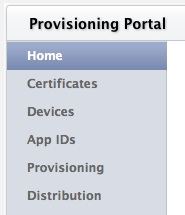 Provisioning Portal
Home
Certificates
Devices
App IDs
Provisioning
Distribution